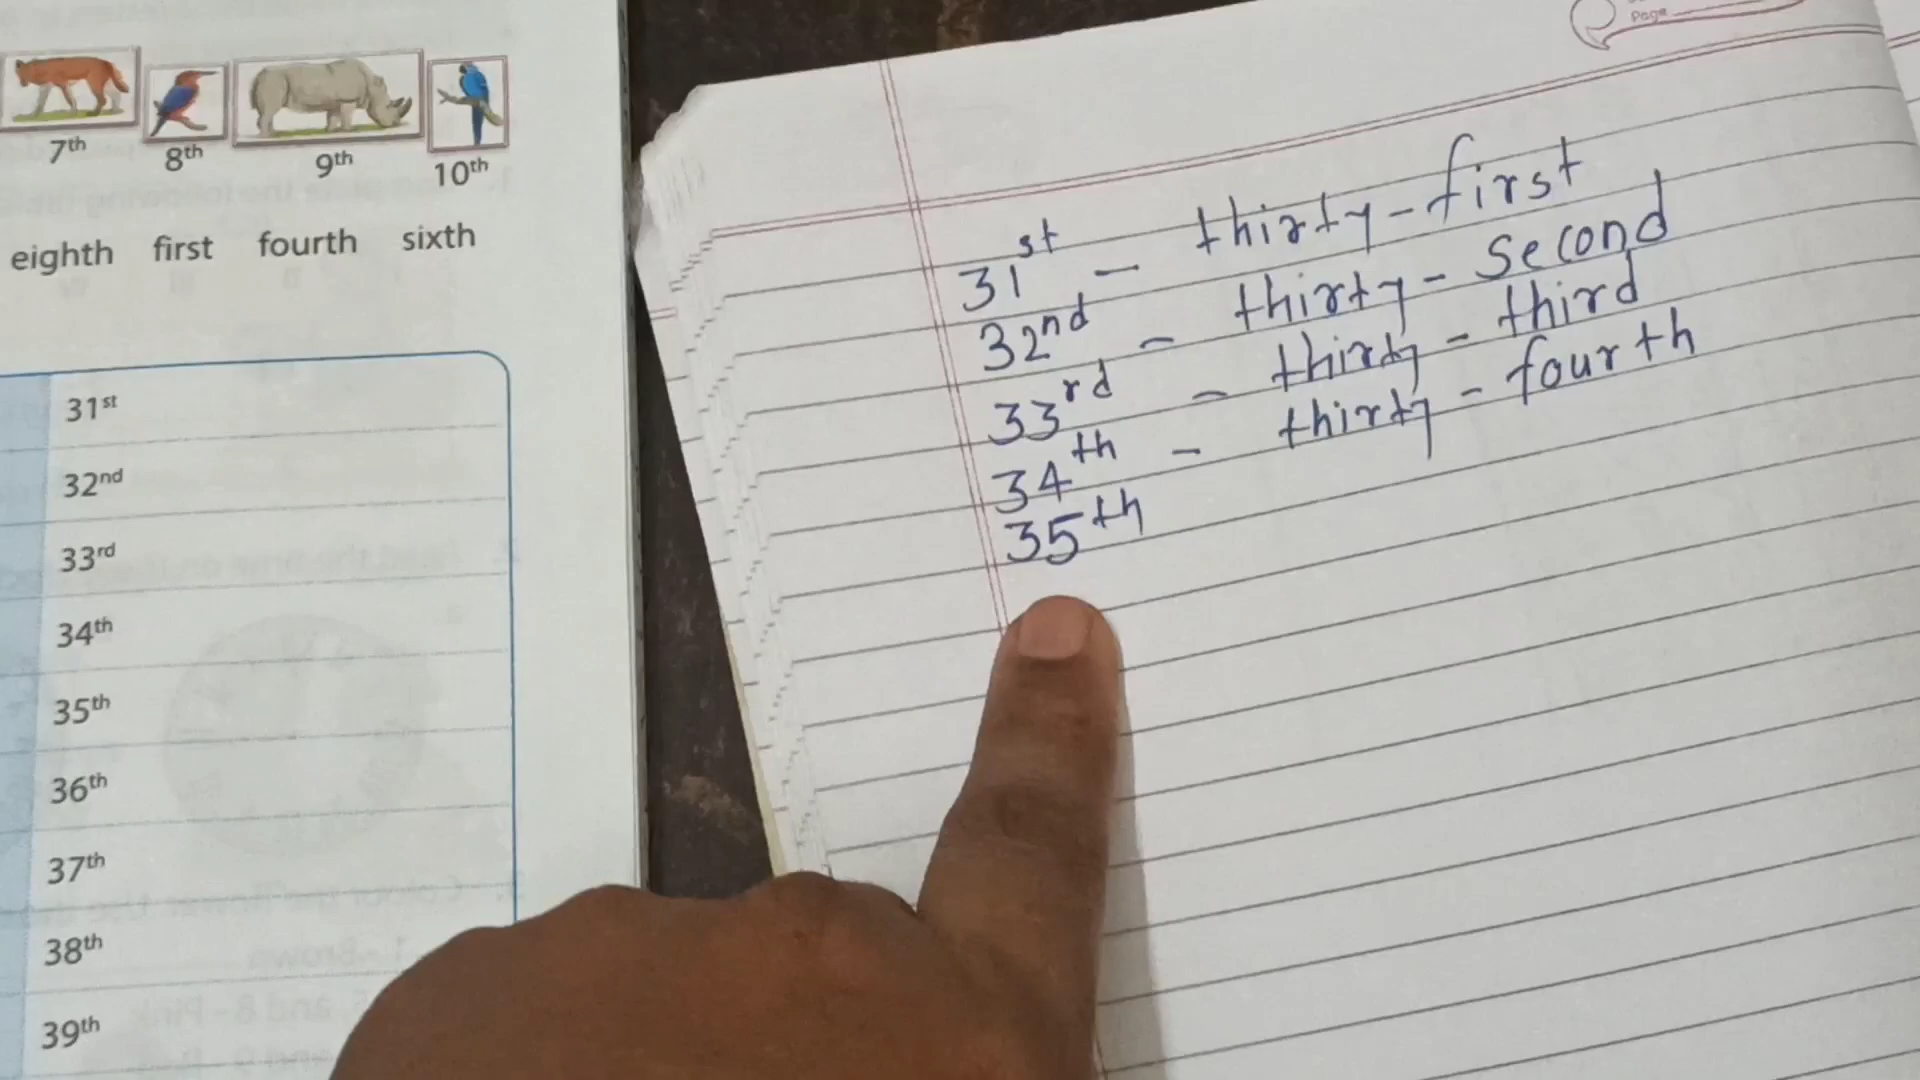 7th 8th 9th 10th
eighth first fourth sixth
31st
32nd
33rd
34th
35th
36th
37th
38th
39th
Page
31st - thirty-first
32nd - thirty-second
33rd - thirty-third
34th - thirty-fourth
35th